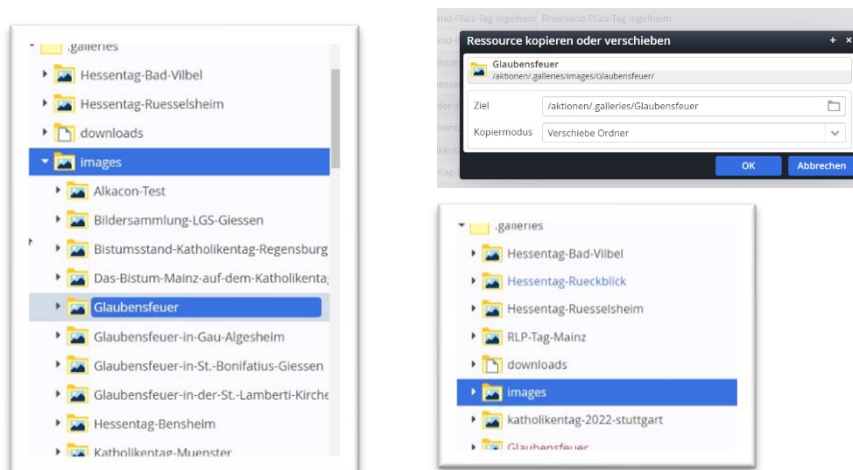 .galleries
Hessentag-Bad-Vilbel
Hessentag-Ruesselsheim
downloads
images
Alkacon-Test
Bildersammlung-LGS-Giessen
Bistumsstand-Katholikentag-Regensburg
Das-Bistum-Mainz-auf-dem-Katholikenta
Glaubensfeuer
Glaubensfeuer-in-Gau-Algesheim
Glaubensfeuer-in-St.-Bonifatius-Giessen
Glaubensfeuer-in-der-St.-Lamberti-Kirche
Hessentag-Bensheim
Katholikentag-Muenster
Rheinland-Pfalz-Tag Ingelheim
Ressource kopieren oder verschieben
Glaubensfeuer
/aktionen/.galleries/images/Glaubensfeuer/
Ziel /aktionen/.galleries/Glaubensfeuer
Kopiermodus Verschiebe Ordner
OK Abbrechen
.galleries
Hessentag-Bad-Vilbel
Hessentag-Rueckblick
Hessentag-Ruesselsheim
RLP-Tag-Mainz
downloads
images
katholikentag-2022-stuttgart
Glaubensfeuer